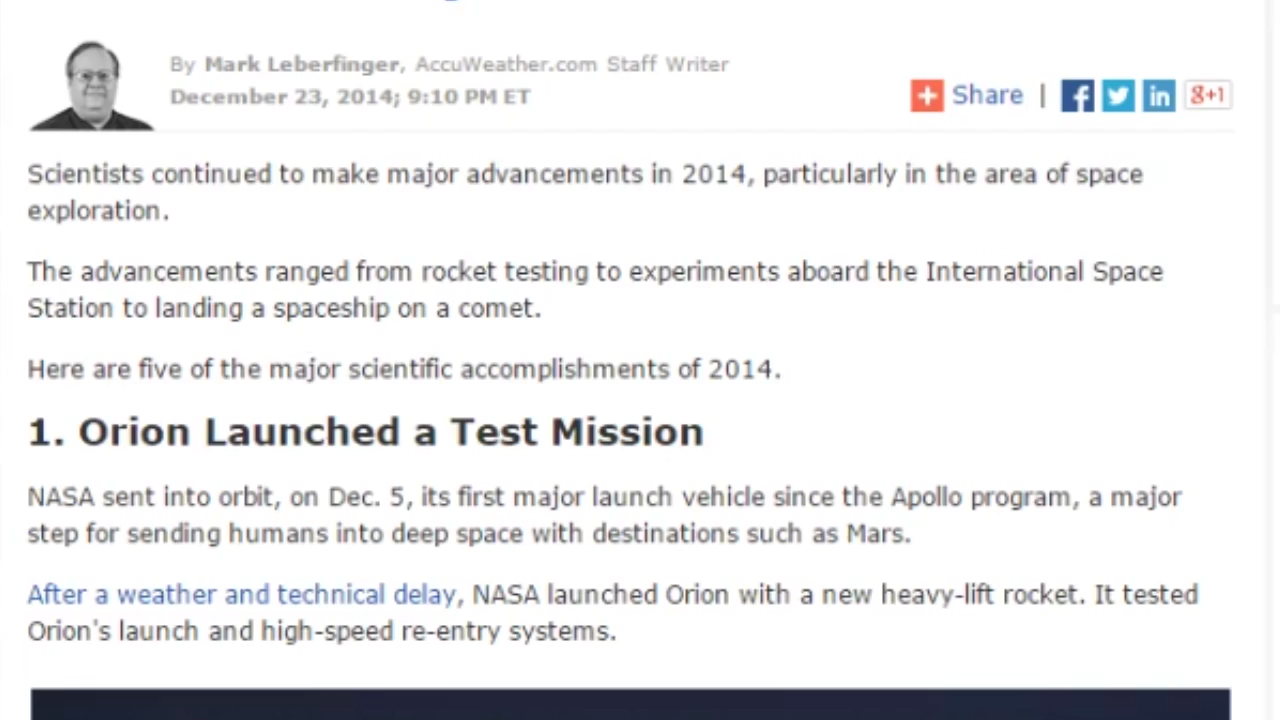 By Mark Leberfinger, AccuWeather.com Staff Writer
December 23, 2014; 9:10 PM ET
Share |
f
in
g+1
Scientists continued to make major advancements in 2014, particularly in the area of space
exploration.
The advancements ranged from rocket testing to experiments aboard the International Space
Station to landing a spaceship on a comet.
Here are five of the major scientific accomplishments of 2014.
1. Orion Launched a Test Mission
NASA sent into orbit, on Dec. 5, its first major launch vehicle since the Apollo program, a major
step for sending humans into deep space with destinations such as Mars.
After a weather and technical delay, NASA launched Orion with a new heavy-lift rocket. It tested
Orion's launch and high-speed re-entry systems.